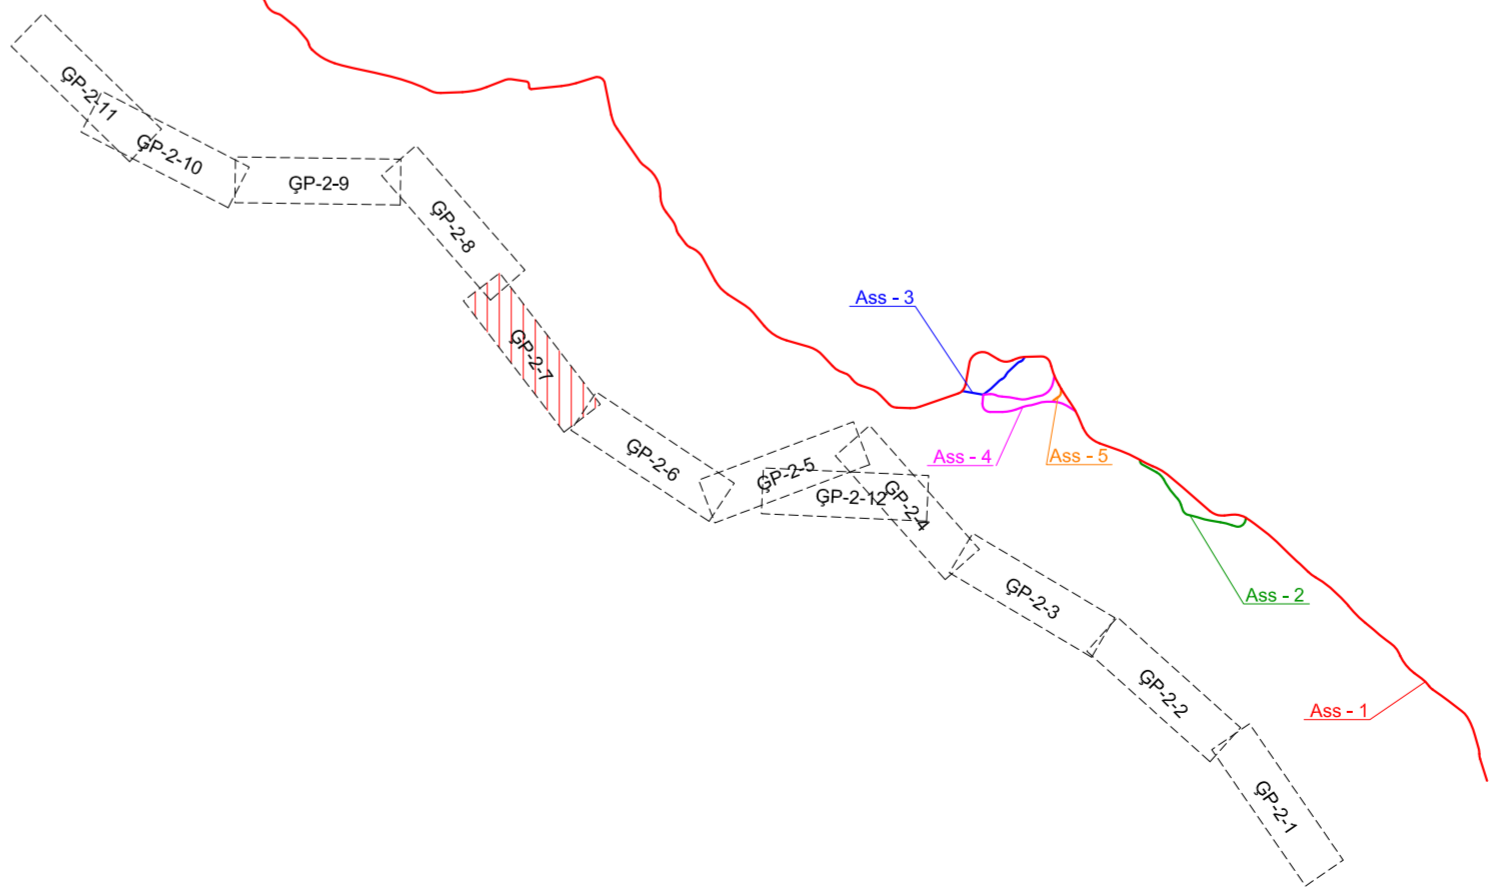 ĢP-2-11
ĢP-2-10
ĢP-2-9
ĢP-2-8
ĢP-2-7
ĢP-2-6
ĢP-2-5
ĢP-2-12
ĢP-2-4
ĢP-2-3
ĢP-2-2
ĢP-2-1
Ass - 3
Ass - 4
Ass - 5
Ass - 2
Ass - 1